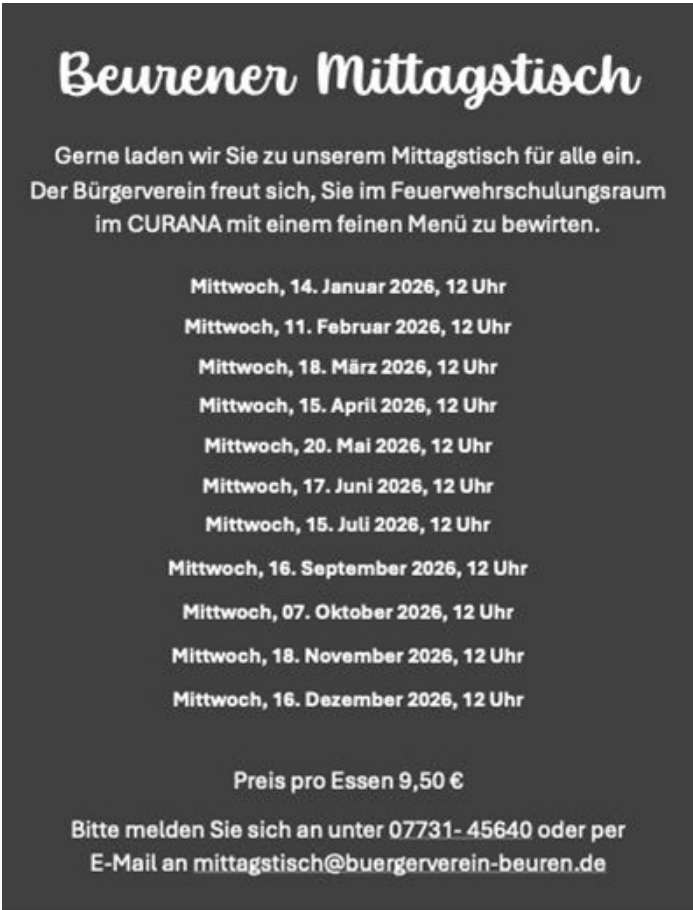 Beurener Mittagstisch
Gerne laden wir Sie zu unserem Mittagstisch für alle ein.
Der Bürgerverein freut sich, Sie im Feuerwehrschulungsraum
im CURANA mit einem feinen Menü zu bewirten.
Mittwoch, 14. Januar 2026, 12 Uhr
Mittwoch, 11. Februar 2026, 12 Uhr
Mittwoch, 18. März 2026, 12 Uhr
Mittwoch, 15. April 2026, 12 Uhr
Mittwoch, 20. Mai 2026, 12 Uhr
Mittwoch, 17. Juni 2026, 12 Uhr
Mittwoch, 15. Juli 2026, 12 Uhr
Mittwoch, 16. September 2026, 12 Uhr
Mittwoch, 07. Oktober 2026, 12 Uhr
Mittwoch, 18. November 2026, 12 Uhr
Mittwoch, 16. Dezember 2026, 12 Uhr
Preis pro Essen 9,50 €
Bitte melden Sie sich an unter 07731- 45640 oder per
E-Mail an mittagstisch@buergerverein-beuren.de